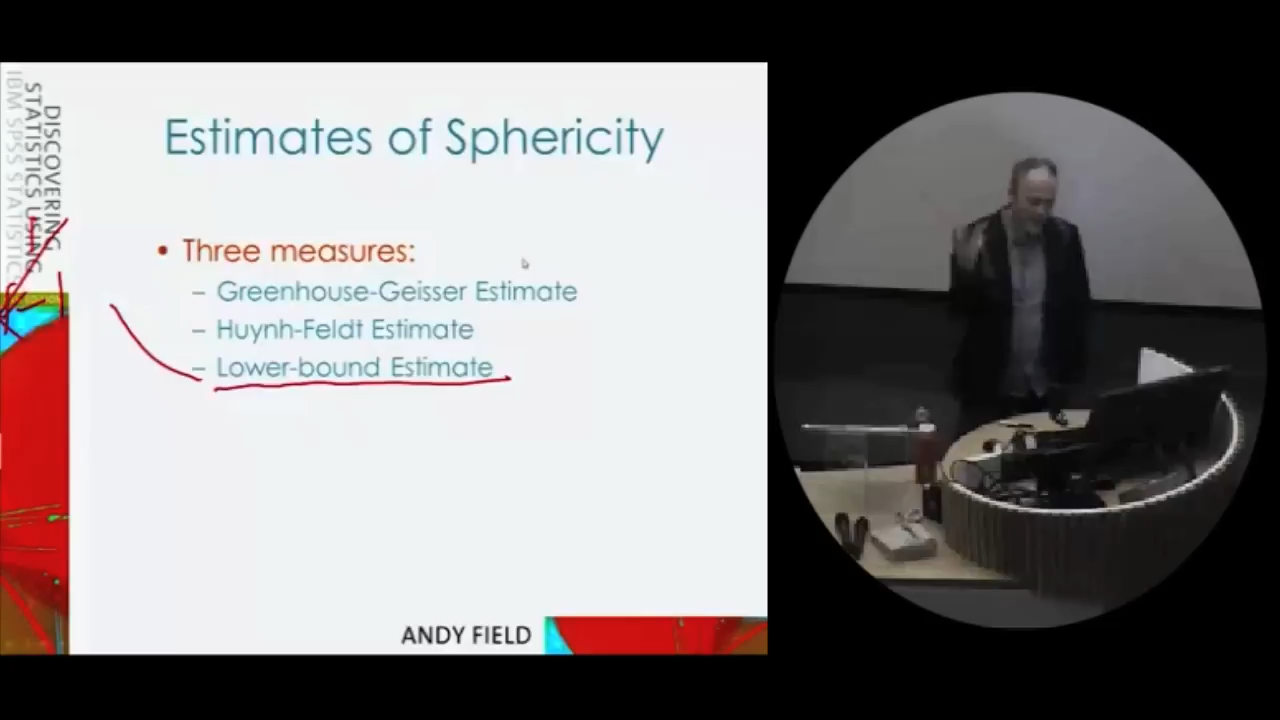 DISCOVERING
STATISTICS USING
IBM SPSS STATISTIC
Estimates of Sphericity
• Three measures:
– Greenhouse-Geisser Estimate
– Huynh-Feldt Estimate
– Lower-bound Estimate
ANDY FIELD